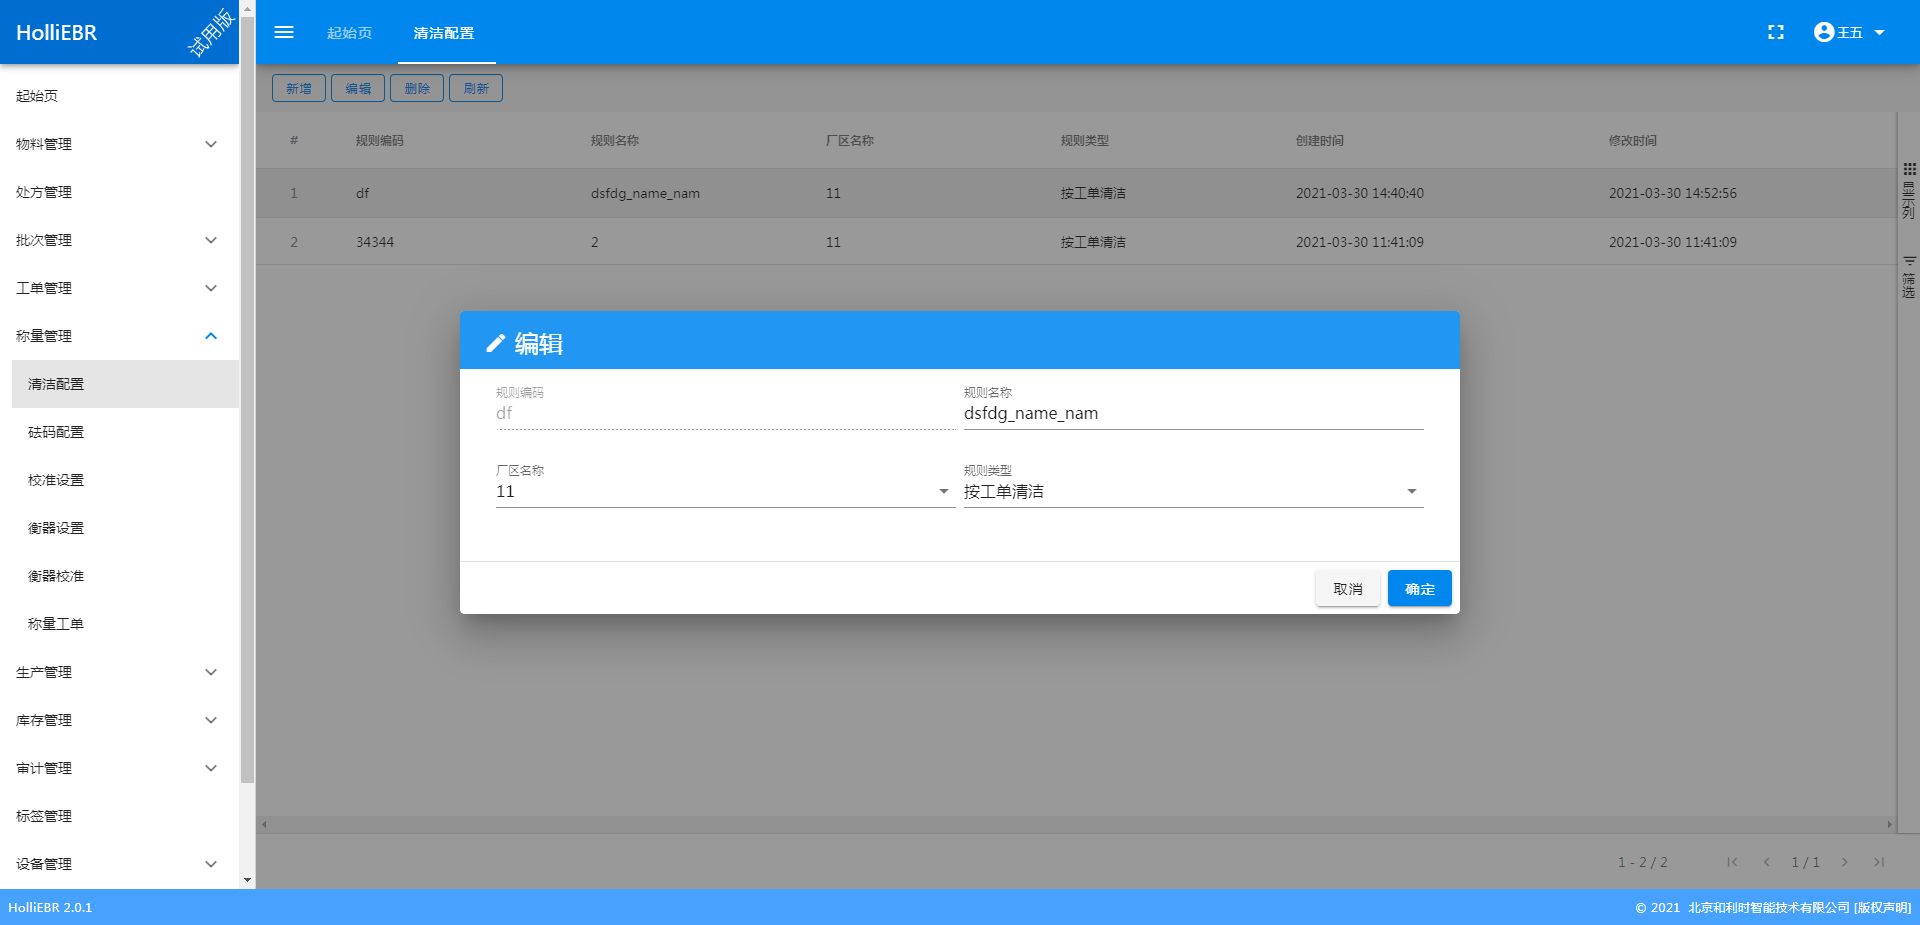 HolliEBR
试用版
起始页
清洁配置
王五
起始页
物料管理
处方管理
批次管理
工单管理
称量管理
清洁配置
砝码配置
校准设置
衡器设置
衡器校准
称量工单
生产管理
库存管理
审计管理
标签管理
设备管理
新增 编辑 删除 刷新
# 规则编码 规则名称 厂区名称 规则类型 创建时间 修改时间
1 df dsfdg_name_nam 11 按工单清洁 2021-03-30 14:40:40 2021-03-30 14:52:56
2 34344 2 11 按工单清洁 2021-03-30 11:41:09 2021-03-30 11:41:09
显示列
筛选
编辑
规则编码 规则名称
df dsfdg_name_nam
厂区名称 规则类型
11 按工单清洁
取消 确定
1 - 2 / 2 1 / 1
HolliEBR 2.0.1
© 2021 北京和利时智能技术有限公司 [版权声明]